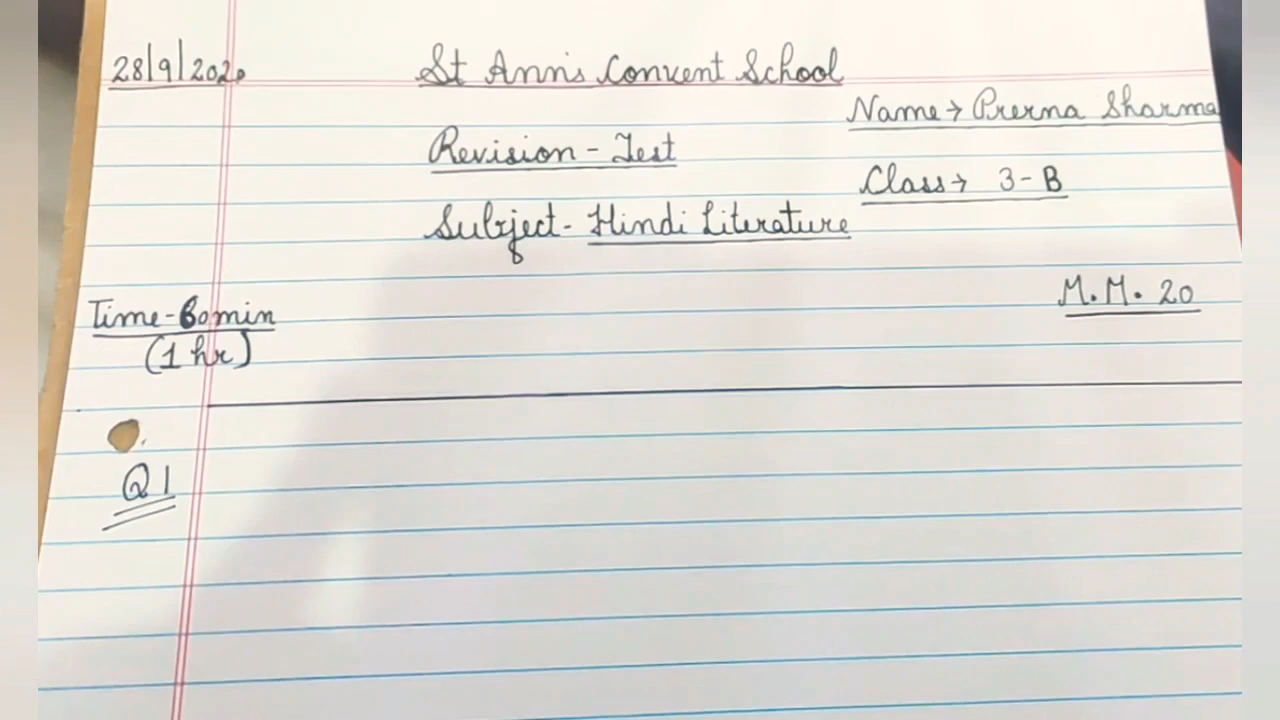 28/9/2020 St Ann's Convent School
Name → Prerna Sharma
Revision - Test
Class → 3-B
Subject - Hindi Literature
M.M. 20
Time - 60 min
(1 hr)
Q1